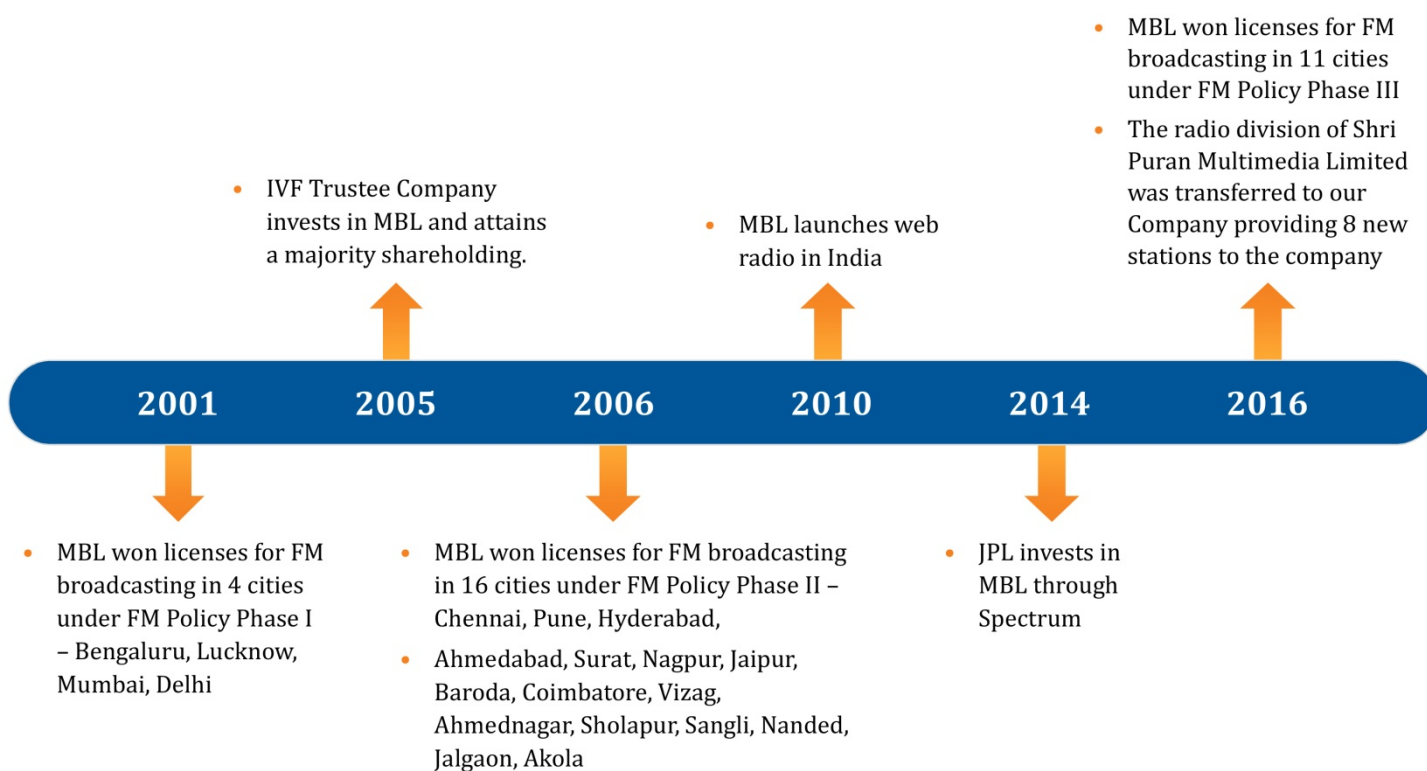 • MBL won licenses for FM
broadcasting in 11 cities
under FM Policy Phase III
• The radio division of Shri
Puran Multimedia Limited
was transferred to our
Company providing 8 new
stations to the company
• IVF Trustee Company
invests in MBL and attains
a majority shareholding.
• MBL launches web
radio in India
2001 2005 2006 2010 2014 2016
• MBL won licenses for FM
broadcasting in 4 cities
under FM Policy Phase I
– Bengaluru, Lucknow,
Mumbai, Delhi
• MBL won licenses for FM broadcasting
in 16 cities under FM Policy Phase II –
Chennai, Pune, Hyderabad,
• Ahmedabad, Surat, Nagpur, Jaipur,
Baroda, Coimbatore, Vizag,
Ahmednagar, Sholapur, Sangli, Nanded,
Jalgaon, Akola
• JPL invests in
MBL through
Spectrum